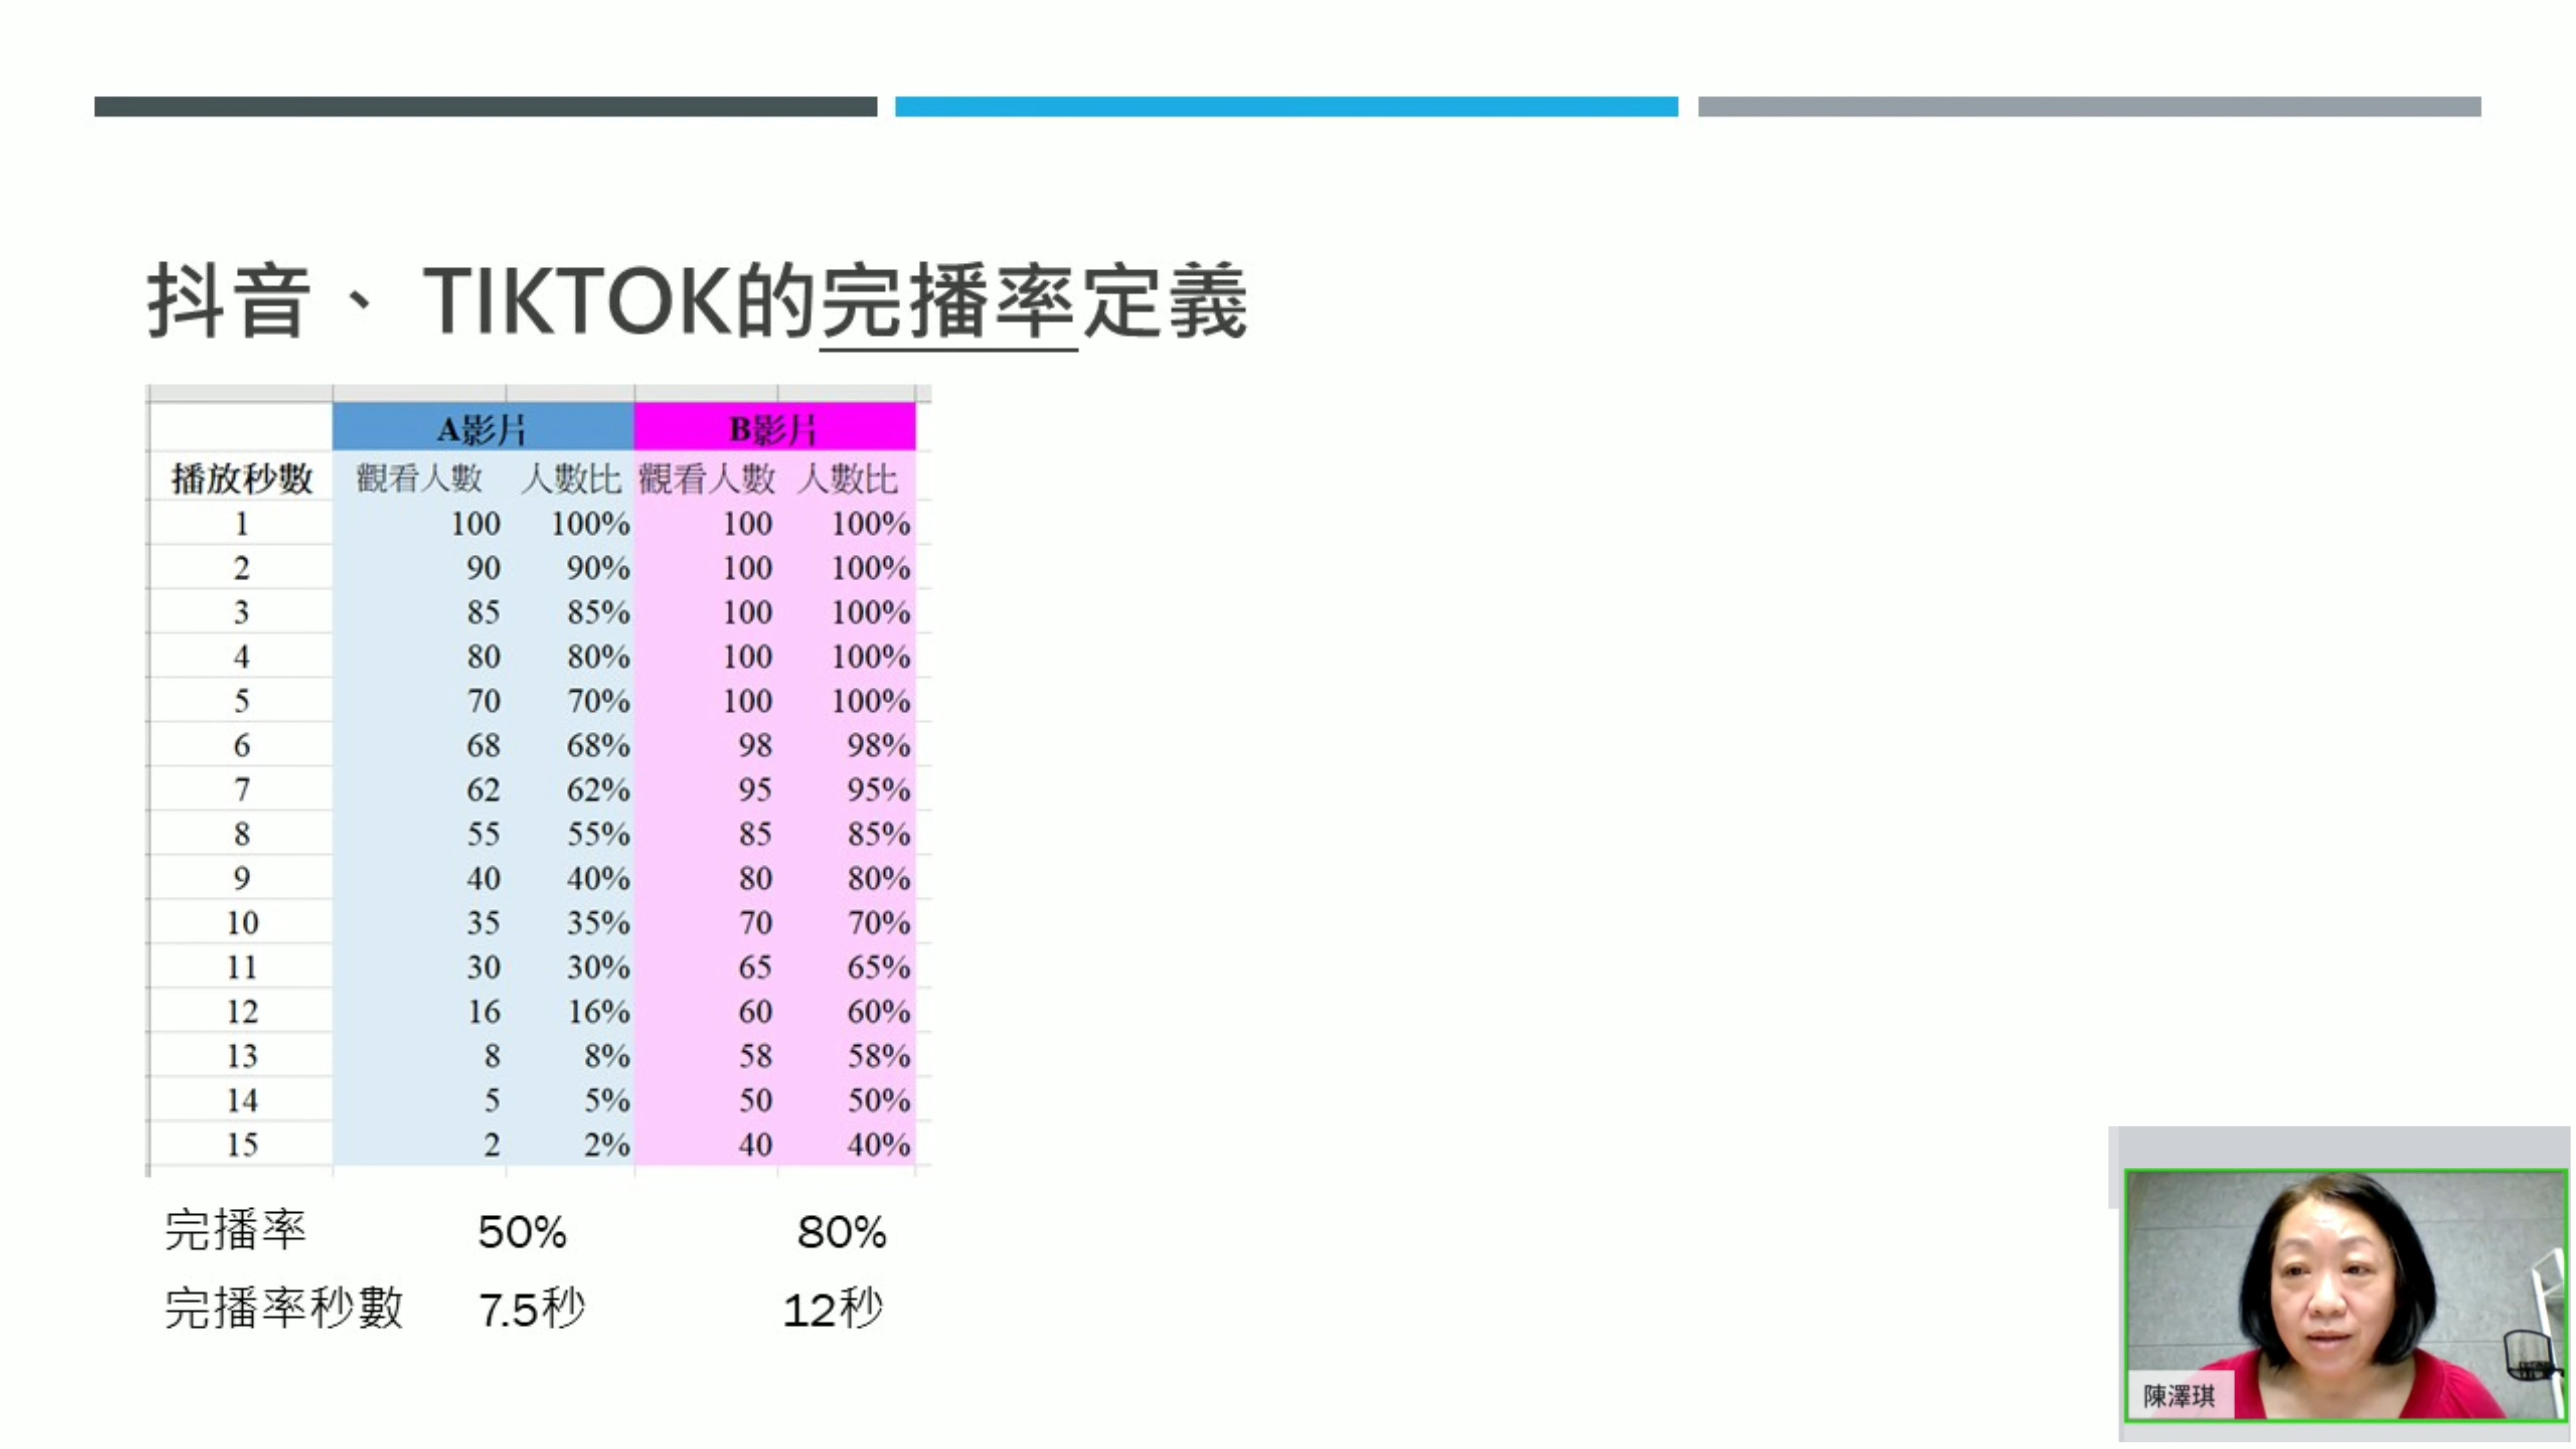 抖音、 TIKTOK的完播率定義
A影片 B影片
播放秒數 觀看人數 人數比 觀看人數 人數比
1 100 100% 100 100%
2 90 90% 100 100%
3 85 85% 100 100%
4 80 80% 100 100%
5 70 70% 100 100%
6 68 68% 98 98%
7 62 62% 95 95%
8 55 55% 85 85%
9 40 40% 80 80%
10 35 35% 70 70%
11 30 30% 65 65%
12 16 16% 60 60%
13 8 8% 58 58%
14 5 5% 50 50%
15 2 2% 40 40%
完播率 50% 80%
完播率秒數 7.5秒 12秒
陳澤琪